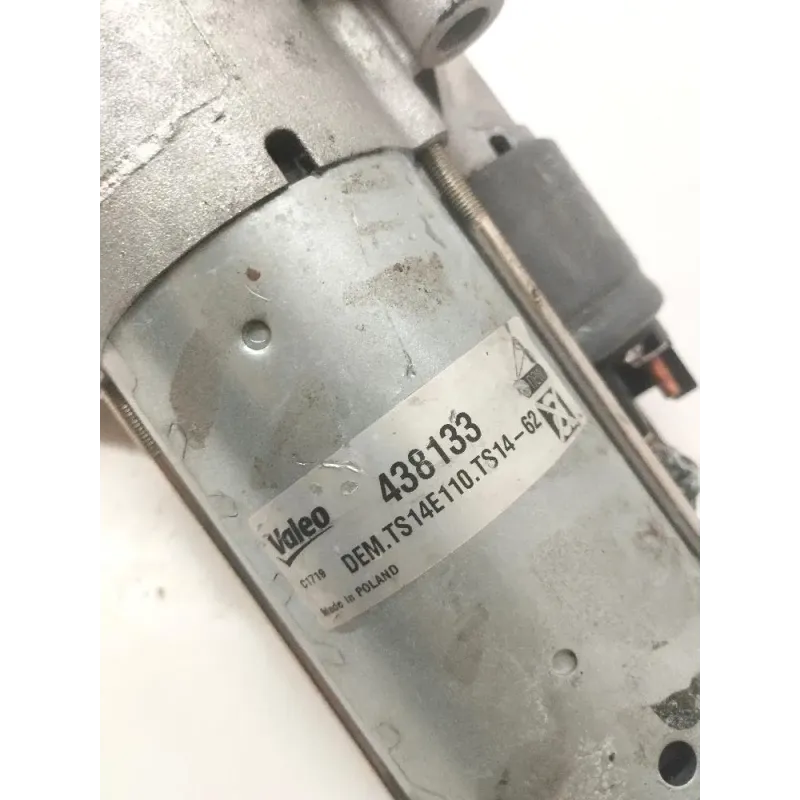 438133
Valeo
DEM.TS14E110.TS14-62
C1719
Made in POLAND